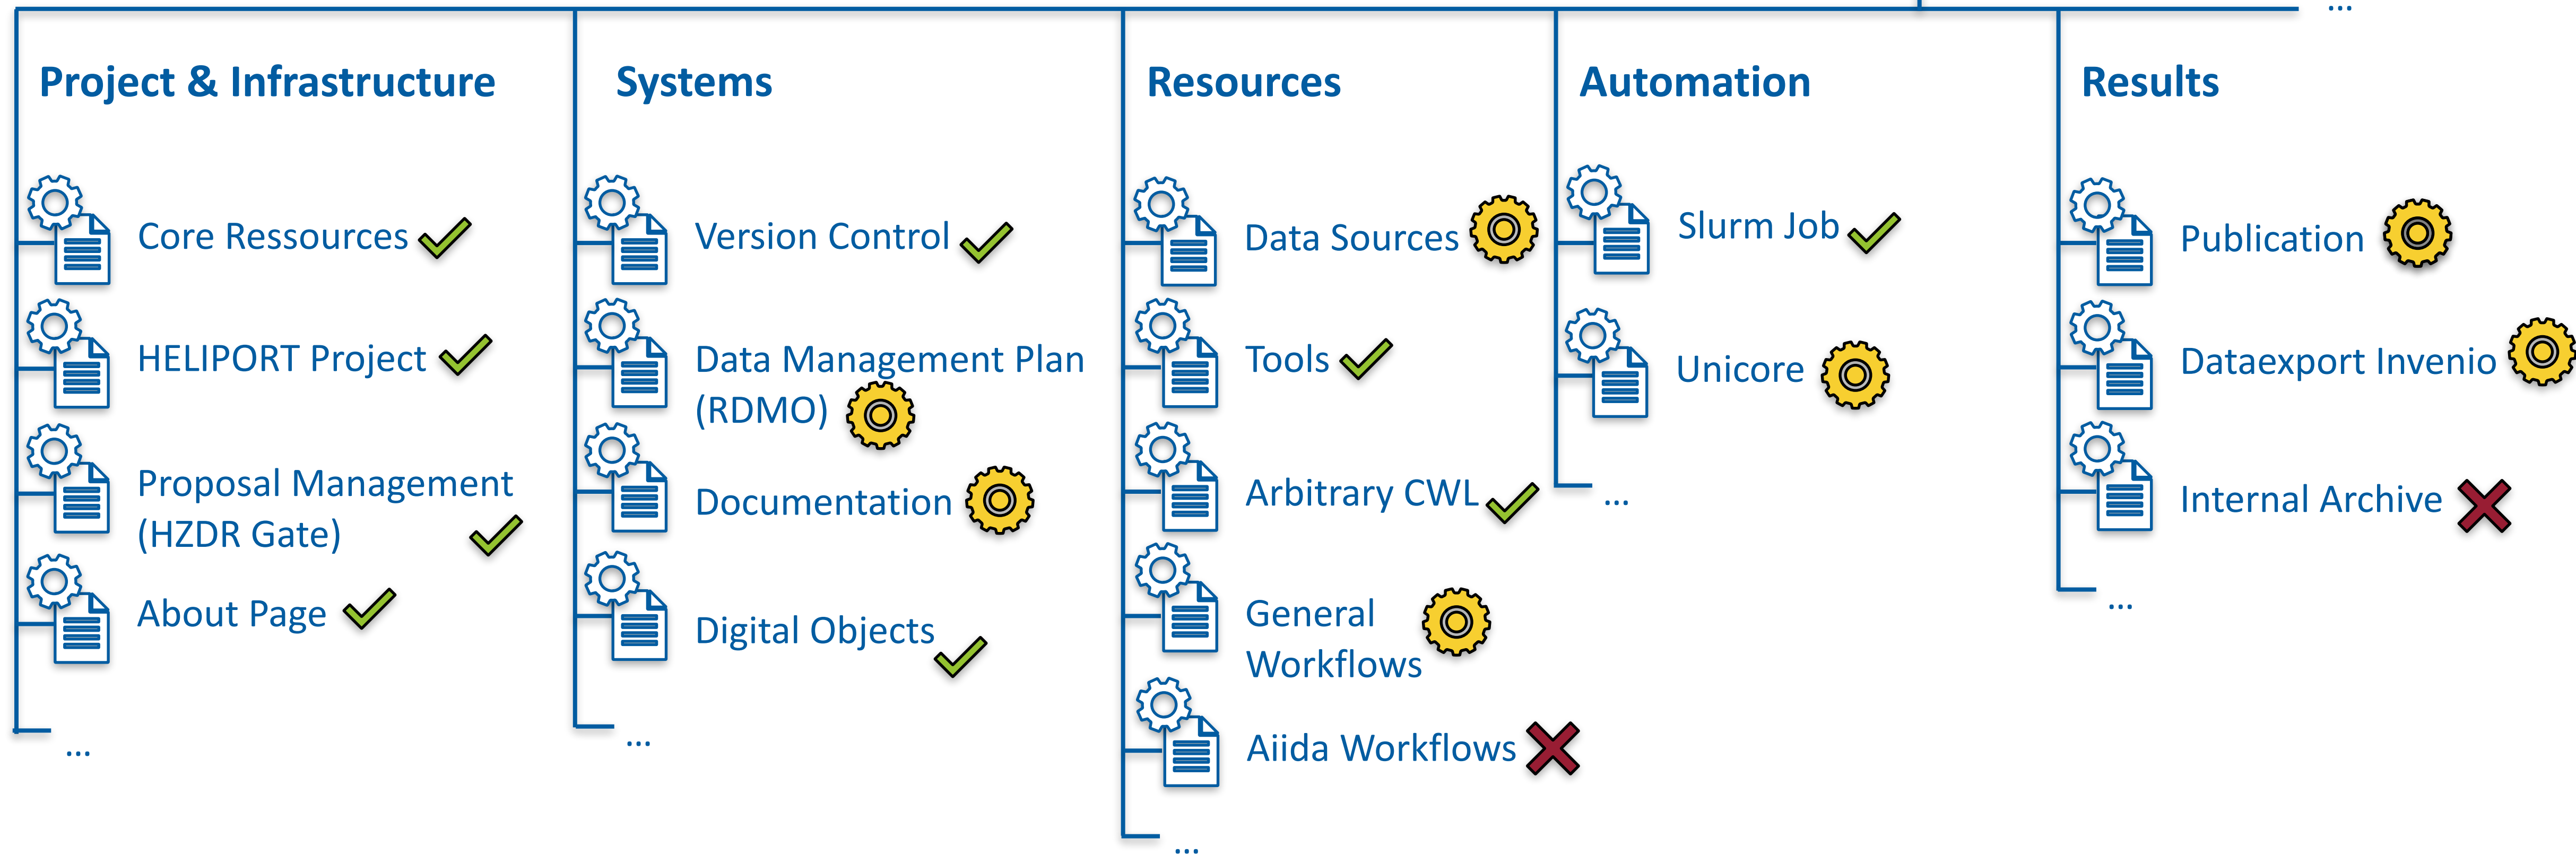 ...
Project & Infrastructure
Core Ressources
HELIPORT Project
Proposal Management
(HZDR Gate)
About Page
...
Systems
Version Control
Data Management Plan
(RDMO)
Documentation
Digital Objects
...
Resources
Data Sources
Tools
Arbitrary CWL
General
Workflows
Aiida Workflows
...
Automation
Slurm Job
Unicore
...
Results
Publication
Dataexport Invenio
Internal Archive
...